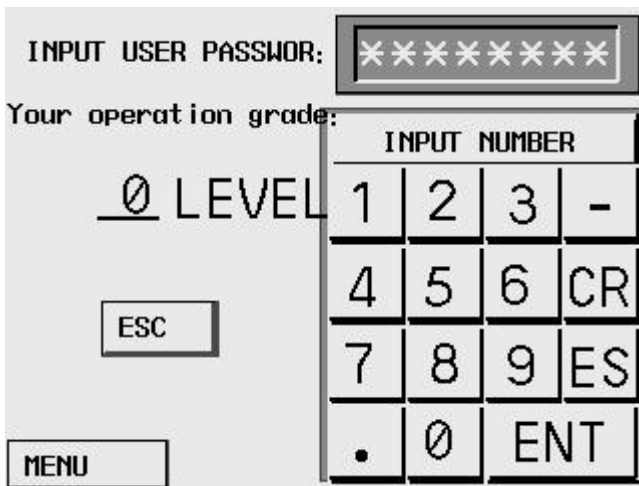 INPUT USER PASSWOR:
********
Your operation grade:
INPUT NUMBER
0 LEVEL
1 2 3 -
4 5 6 CR
ESC
7 8 9 ES
. 0 ENT
MENU